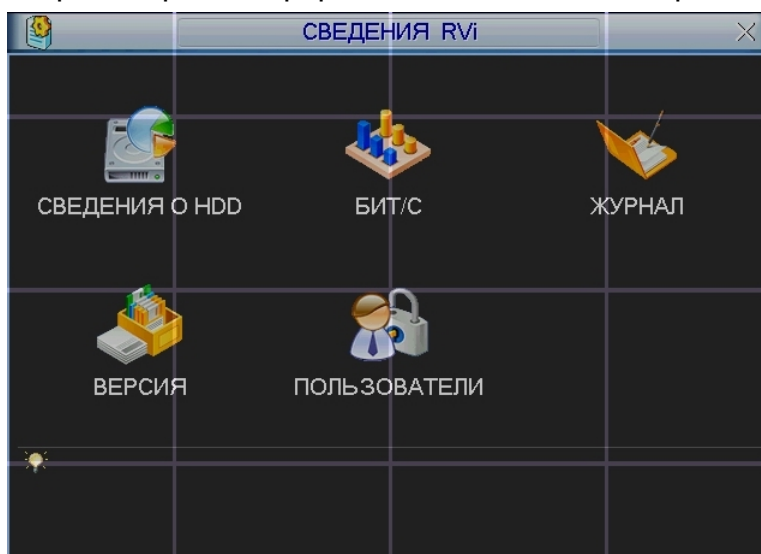 СВЕДЕНИЯ RVi
СВЕДЕНИЯ О HDD
БИТ/С
ЖУРНАЛ
ВЕРСИЯ
ПОЛЬЗОВАТЕЛИ